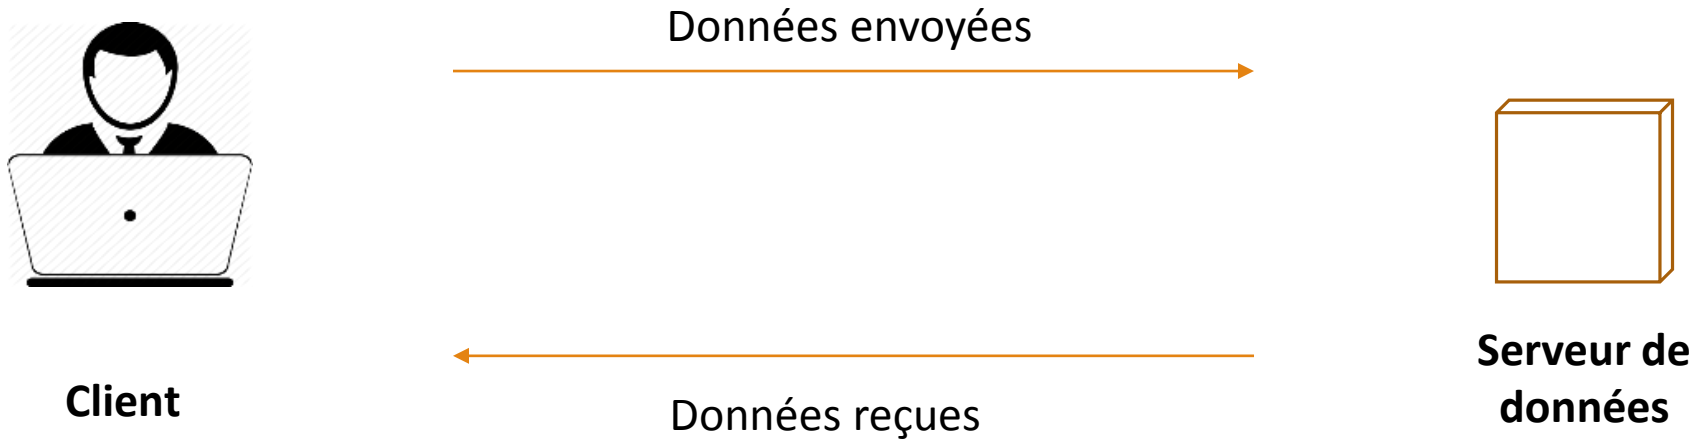 Données envoyées
Client
Données reçues
Serveur de
données